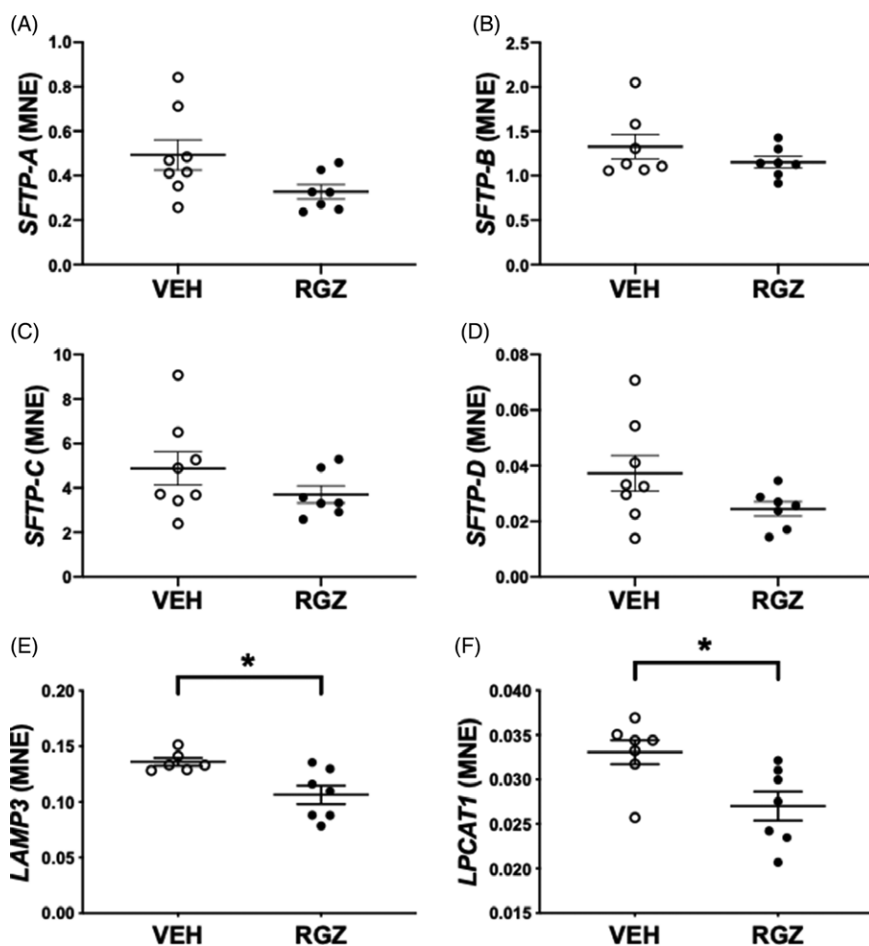 (A)
SFTP-A (MNE)
1.0
0.8
0.6
0.4
0.2
0.0
VEH RGZ
(B)
SFTP-B (MNE)
2.5
2.0
1.5
1.0
0.5
0.0
VEH RGZ
(C)
SFTP-C (MNE)
10
8
6
4
2
0
VEH RGZ
(D)
SFTP-D (MNE)
0.08
0.06
0.04
0.02
0.00
VEH RGZ
(E)
*
LAMP3 (MNE)
0.20
0.15
0.10
0.05
0.00
VEH RGZ
(F)
*
LPCAT1 (MNE)
0.040
0.035
0.030
0.025
0.020
0.015
VEH RGZ